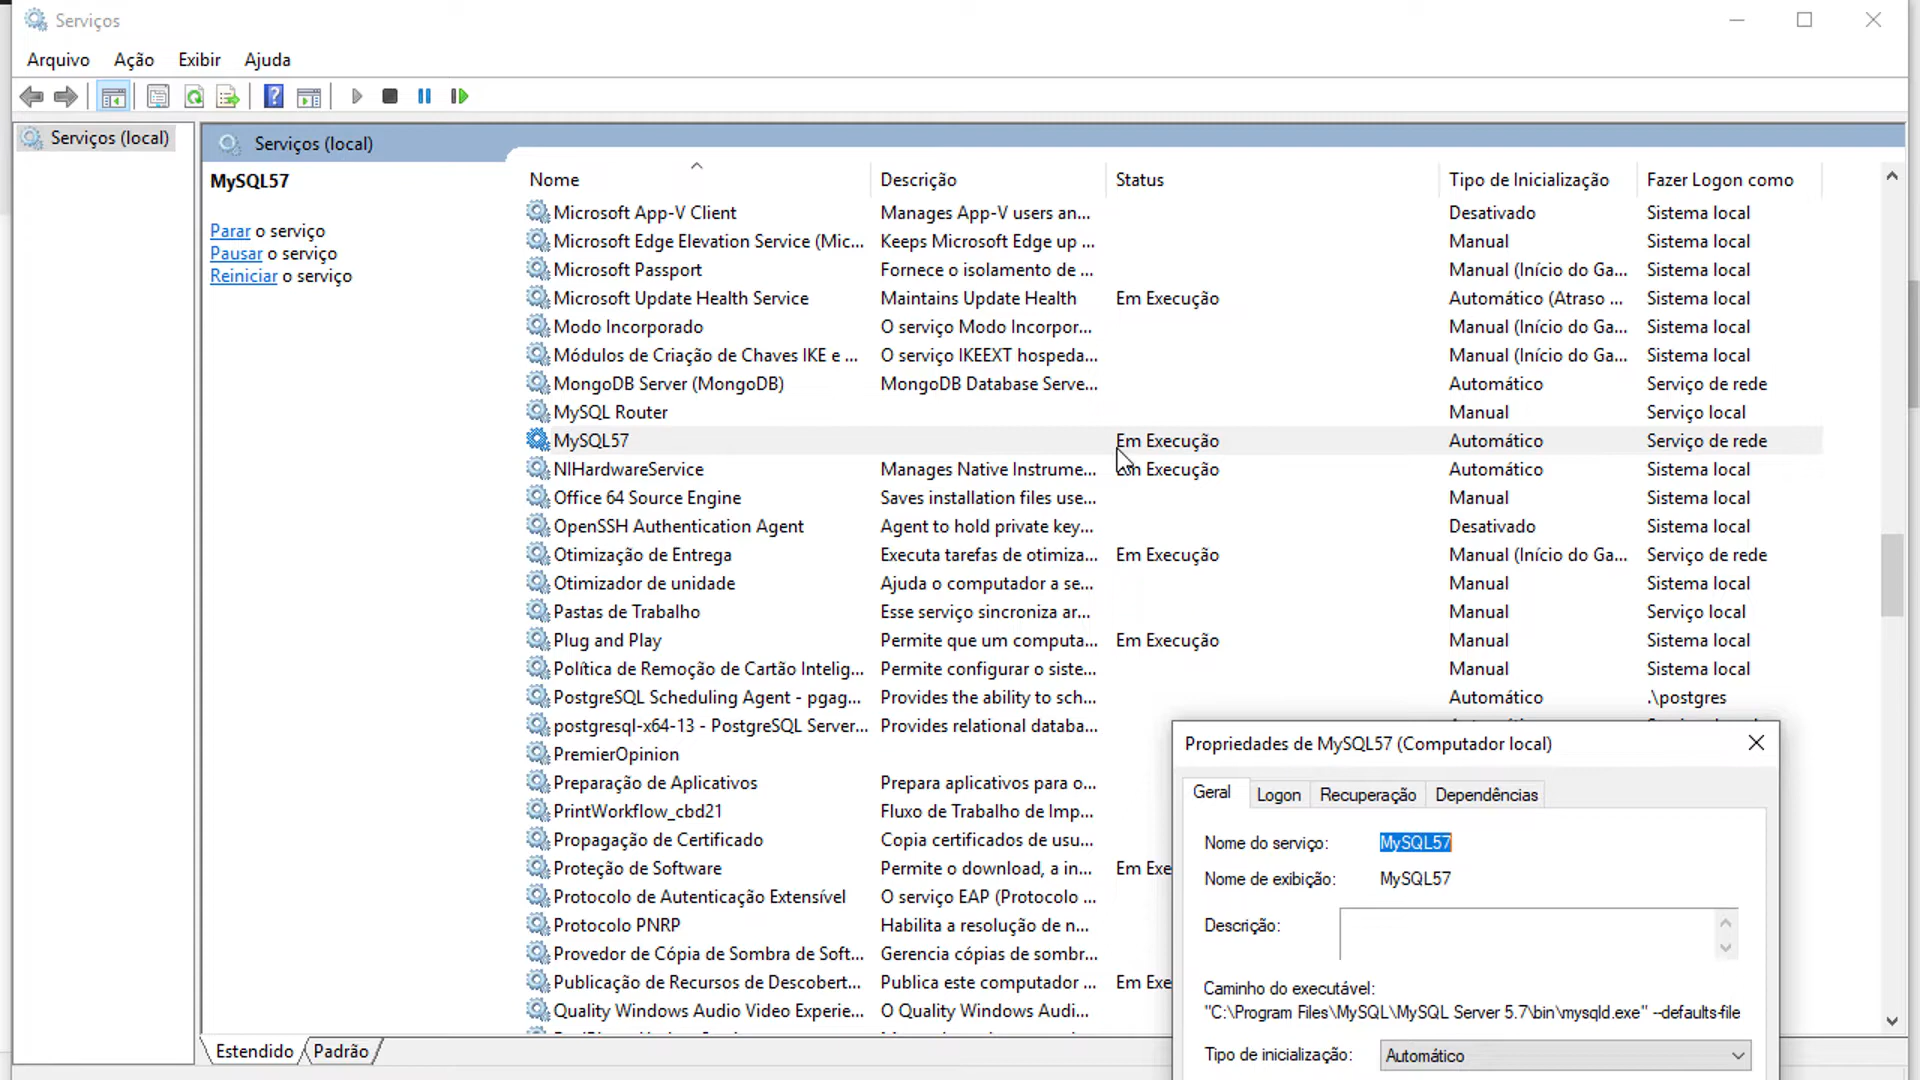 Serviços
Arquivo Ação Exibir Ajuda
Serviços (local)
Serviços (local)
MySQL57
Parar o serviço
Pausar o serviço
Reiniciar o serviço
Nome Descrição Status Tipo de Inicialização Fazer Logon como
Microsoft App-V Client Manages App-V users an... Desativado Sistema local
Microsoft Edge Elevation Service (Mic... Keeps Microsoft Edge up ... Manual Sistema local
Microsoft Passport Fornece o isolamento de ... Manual (Início do Ga... Sistema local
Microsoft Update Health Service Maintains Update Health Em Execução Automático (Atraso ... Sistema local
Modo Incorporado O serviço Modo Incorpor... Manual (Início do Ga... Sistema local
Módulos de Criação de Chaves IKE e ... O serviço IKEEXT hospeda... Manual (Início do Ga... Sistema local
MongoDB Server (MongoDB) MongoDB Database Serve... Automático Serviço de rede
MySQL Router Manual Serviço local
MySQL57 Em Execução Automático Serviço de rede
NIHardwareService Manages Native Instrume... Em Execução Automático Sistema local
Office 64 Source Engine Saves installation files use... Manual Sistema local
OpenSSH Authentication Agent Agent to hold private key... Desativado Sistema local
Otimização de Entrega Executa tarefas de otimiza... Em Execução Manual (Início do Ga... Serviço de rede
Otimizador de unidade Ajuda o computador a se... Manual Sistema local
Pastas de Trabalho Esse serviço sincroniza ar... Manual Serviço local
Plug and Play Permite que um computa... Em Execução Manual Sistema local
Política de Remoção de Cartão Intelig... Permite configurar o siste... Manual Sistema local
PostgreSQL Scheduling Agent - pgag... Provides the ability to sch... Automático .\postgres
postgresql-x64-13 - PostgreSQL Server... Provides relational databa...
PremierOpinion
Preparação de Aplicativos Prepara aplicativos para o...
PrintWorkflow_cbd21 Fluxo de Trabalho de Imp...
Propagação de Certificado Copia certificados de usu...
Proteção de Software Permite o download, a in... Em Exe
Protocolo de Autenticação Extensível O serviço EAP (Protocolo ...
Protocolo PNRP Habilita a resolução de n...
Provedor de Cópia de Sombra de Soft... Gerencia cópias de sombr...
Publicação de Recursos de Descobert... Publica este computador ... Em Exe
Quality Windows Audio Video Experie... O Quality Windows Audi...
Estendido Padrão
Propriedades de MySQL57 (Computador local)
Geral Logon Recuperação Dependências
Nome do serviço: MySQL57
Nome de exibição: MySQL57
Descrição:
Caminho do executável:
"C:\Program Files\MySQL\MySQL Server 5.7\bin\mysqld.exe" --defaults-file
Tipo de inicialização: Automático